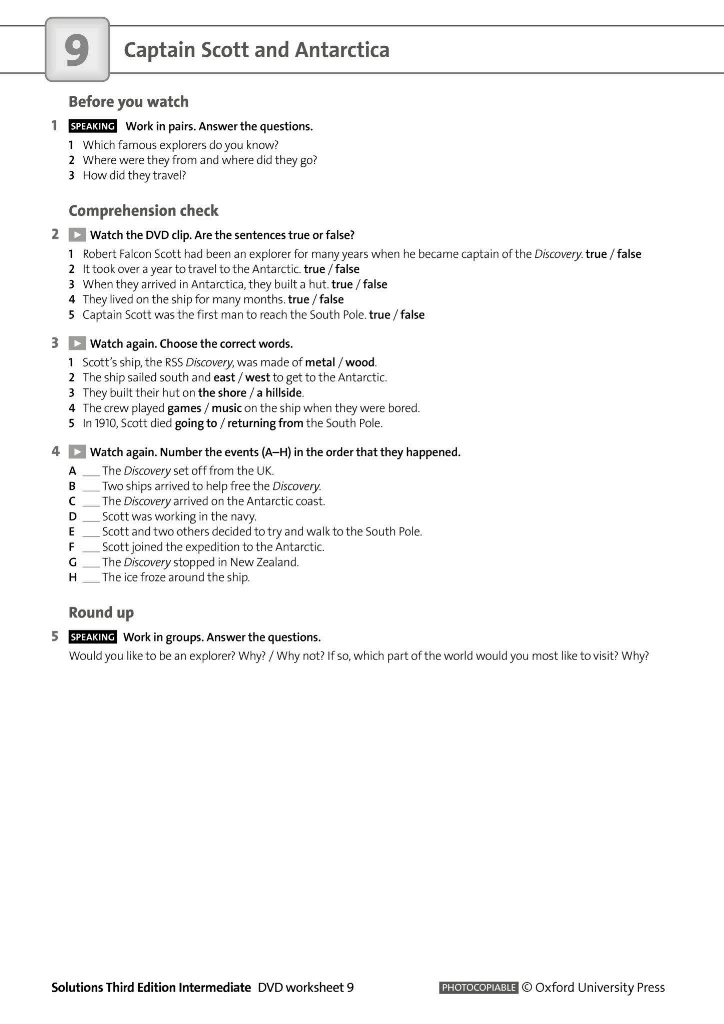 9
Captain Scott and Antarctica
Before you watch
1 SPEAKING Work in pairs. Answer the questions.
1 Which famous explorers do you know?
2 Where were they from and where did they go?
3 How did they travel?
Comprehension check
2 Watch the DVD clip. Are the sentences true or false?
1 Robert Falcon Scott had been an explorer for many years when he became captain of the Discovery. true / false
2 It took over a year to travel to the Antarctic. true / false
3 When they arrived in Antarctica, they built a hut. true / false
4 They lived on the ship for many months. true / false
5 Captain Scott was the first man to reach the South Pole. true / false
3 Watch again. Choose the correct words.
1 Scott's ship, the RSS Discovery, was made of metal / wood.
2 The ship sailed south and east / west to get to the Antarctic.
3 They built their hut on the shore / a hillside.
4 The crew played games / music on the ship when they were bored.
5 In 1910, Scott died going to / returning from the South Pole.
4 Watch again. Number the events (A–H) in the order that they happened.
A ___ The Discovery set off from the UK.
B ___ Two ships arrived to help free the Discovery.
C ___ The Discovery arrived on the Antarctic coast.
D ___ Scott was working in the navy.
E ___ Scott and two others decided to try and walk to the South Pole.
F ___ Scott joined the expedition to the Antarctic.
G ___ The Discovery stopped in New Zealand.
H ___ The ice froze around the ship.
Round up
5 SPEAKING Work in groups. Answer the questions.
Would you like to be an explorer? Why? / Why not? If so, which part of the world would you most like to visit? Why?
Solutions Third Edition Intermediate DVD worksheet 9 PHOTOCOPIABLE © Oxford University Press